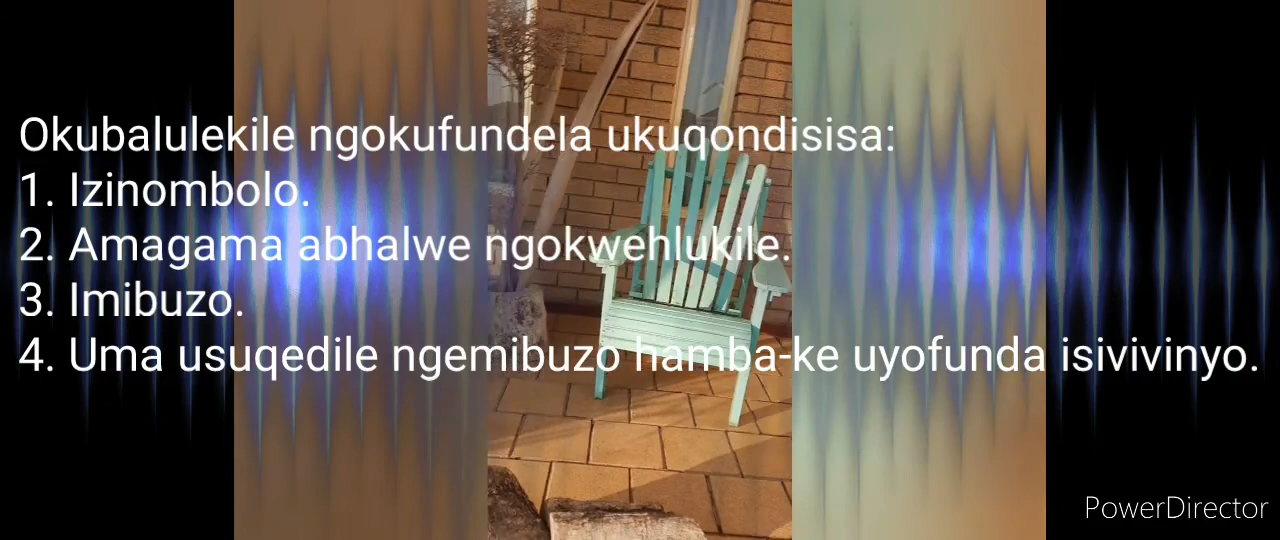 Okubalulekile ngokufundela ukuqondisisa:
1. Izinombolo.
2. Amagama abhalwe ngokwehlukile.
3. Imibuzo.
4. Uma usuqedile ngemibuzo hamba-ke uyofunda isivivinyo.
PowerDirector